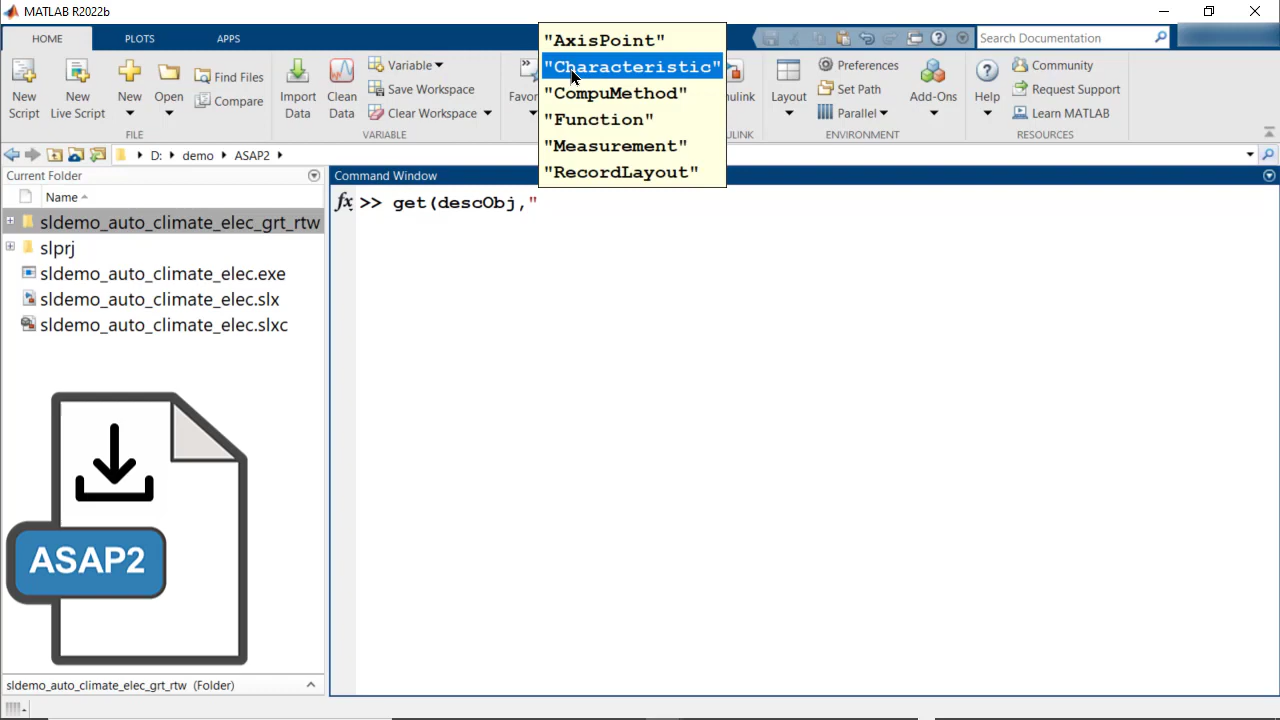 MATLAB R2022b
HOME
PLOTS
APPS
Search Documentation
New Script
New Live Script
New
Open
Find Files
Compare
FILE
Import Data
Clean Data
Variable
Save Workspace
Clear Workspace
VARIABLE
Favor
"AxisPoint"
"Characteristic"
"CompuMethod"
"Function"
"Measurement"
"RecordLayout"
mulink
ULINK
Layout
Preferences
Set Path
Parallel
ENVIRONMENT
Add-Ons
Help
Community
Request Support
Learn MATLAB
RESOURCES
D: demo ASAP2
Current Folder
Name
sldemo_auto_climate_elec_grt_rtw
slprj
sldemo_auto_climate_elec.exe
sldemo_auto_climate_elec.slx
sldemo_auto_climate_elec.slxc
ASAP2
sldemo_auto_climate_elec_grt_rtw (Folder)
Command Window
fx >> get(descObj,"